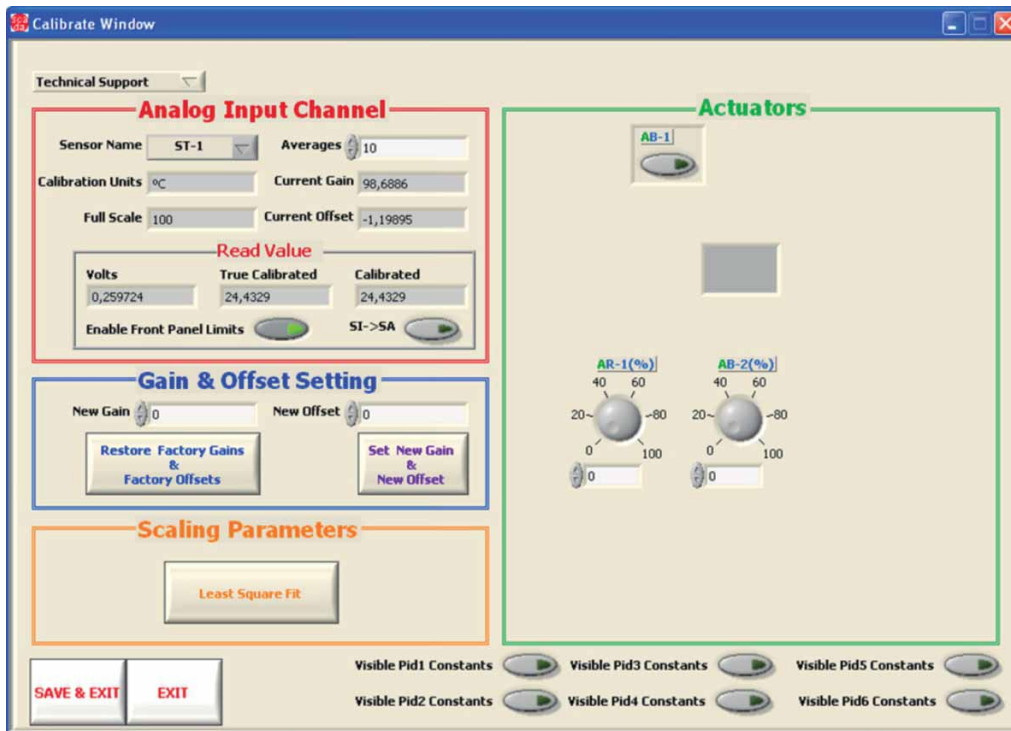 Calibrate Window
Technical Support
Analog Input Channel
Sensor Name ST-1 Averages 10
Calibration Units ºC Current Gain 98,6886
Full Scale 100 Current Offset -1,19895
Read Value
Volts True Calibrated Calibrated
0,259724 24,4329 24,4329
Enable Front Panel Limits SI->SA
Gain & Offset Setting
New Gain 0 New Offset 0
Restore Factory Gains
&
Factory Offsets
Set New Gain
&
New Offset
Scaling Parameters
Least Square Fit
Actuators
AB-1
AR-1(%)
40 60
20 80
0 100
0
AB-2(%)
40 60
20 80
0 100
0
SAVE & EXIT EXIT
Visible Pid1 Constants Visible Pid3 Constants Visible Pid5 Constants
Visible Pid2 Constants Visible Pid4 Constants Visible Pid6 Constants